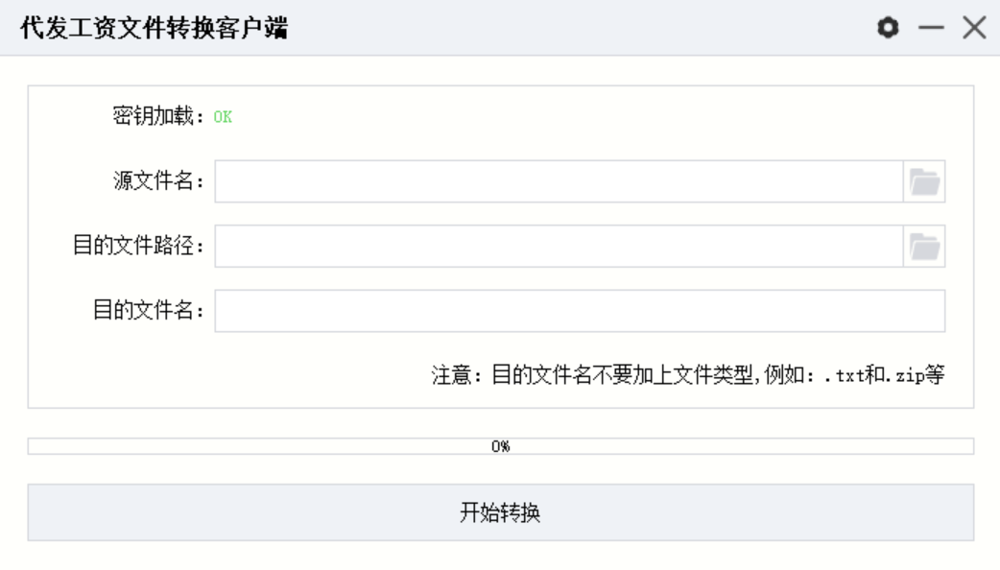 代发工资文件转换客户端
密钥加载：OK
源文件名：
目的文件路径：
目的文件名：
注意：目的文件名不要加上文件类型,例如：.txt和.zip等
0%
开始转换